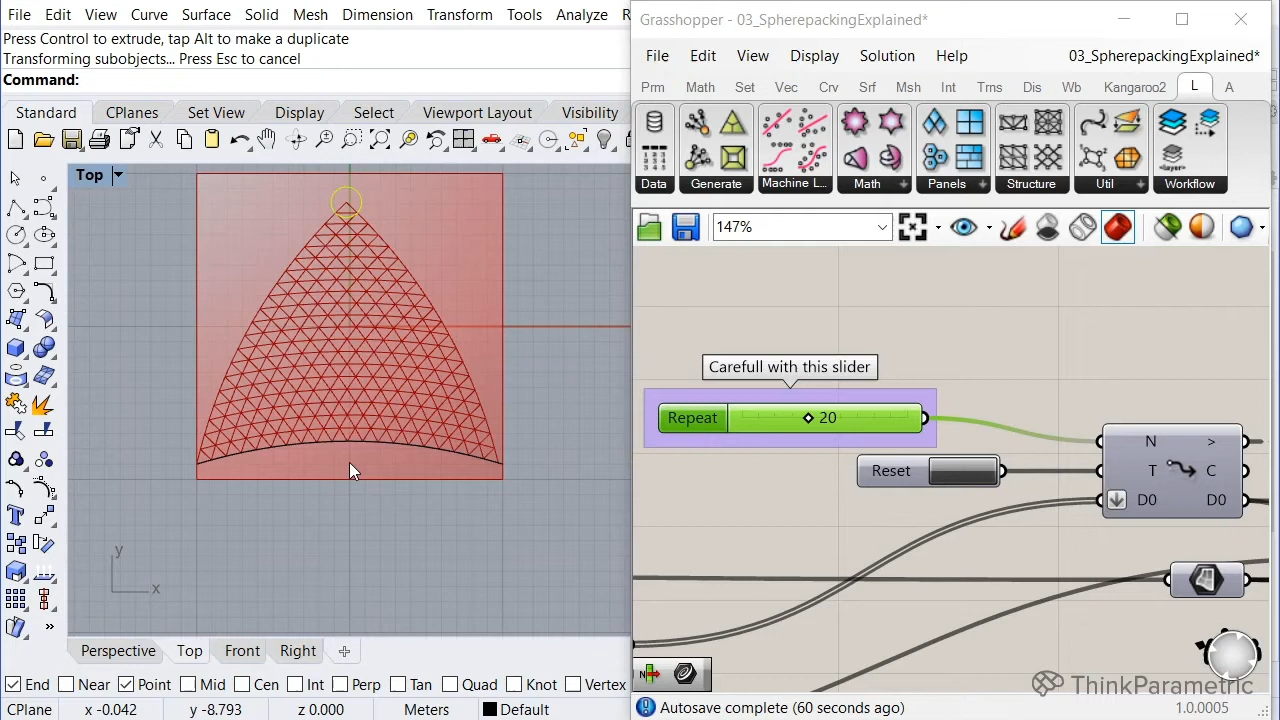 File Edit View Curve Surface Solid Mesh Dimension Transform Tools Analyze
Press Control to extrude, tap Alt to make a duplicate
Transforming subobjects... Press Esc to cancel
Command:
Standard CPlanes Set View Display Select Viewport Layout Visibility
Top
y
x
Perspective Top Front Right
End Near Point Mid Cen Int Perp Tan Quad Knot Vertex
CPlane x -0.042 y -8.793 z 0.000 Meters Default
Grasshopper - 03_SpherepackingExplained*
File Edit View Display Solution Help 03_SpherepackingExplained*
Prm Math Set Vec Crv Srf Msh Int Trns Dis Wb Kangaroo2 L A
Data Generate Machine L... Math Panels Structure Util Workflow
147%
Carefull with this slider
Repeat 20
Reset
N >
T C
D0 D0
ThinkParametric
Autosave complete (60 seconds ago) 1.0.0005